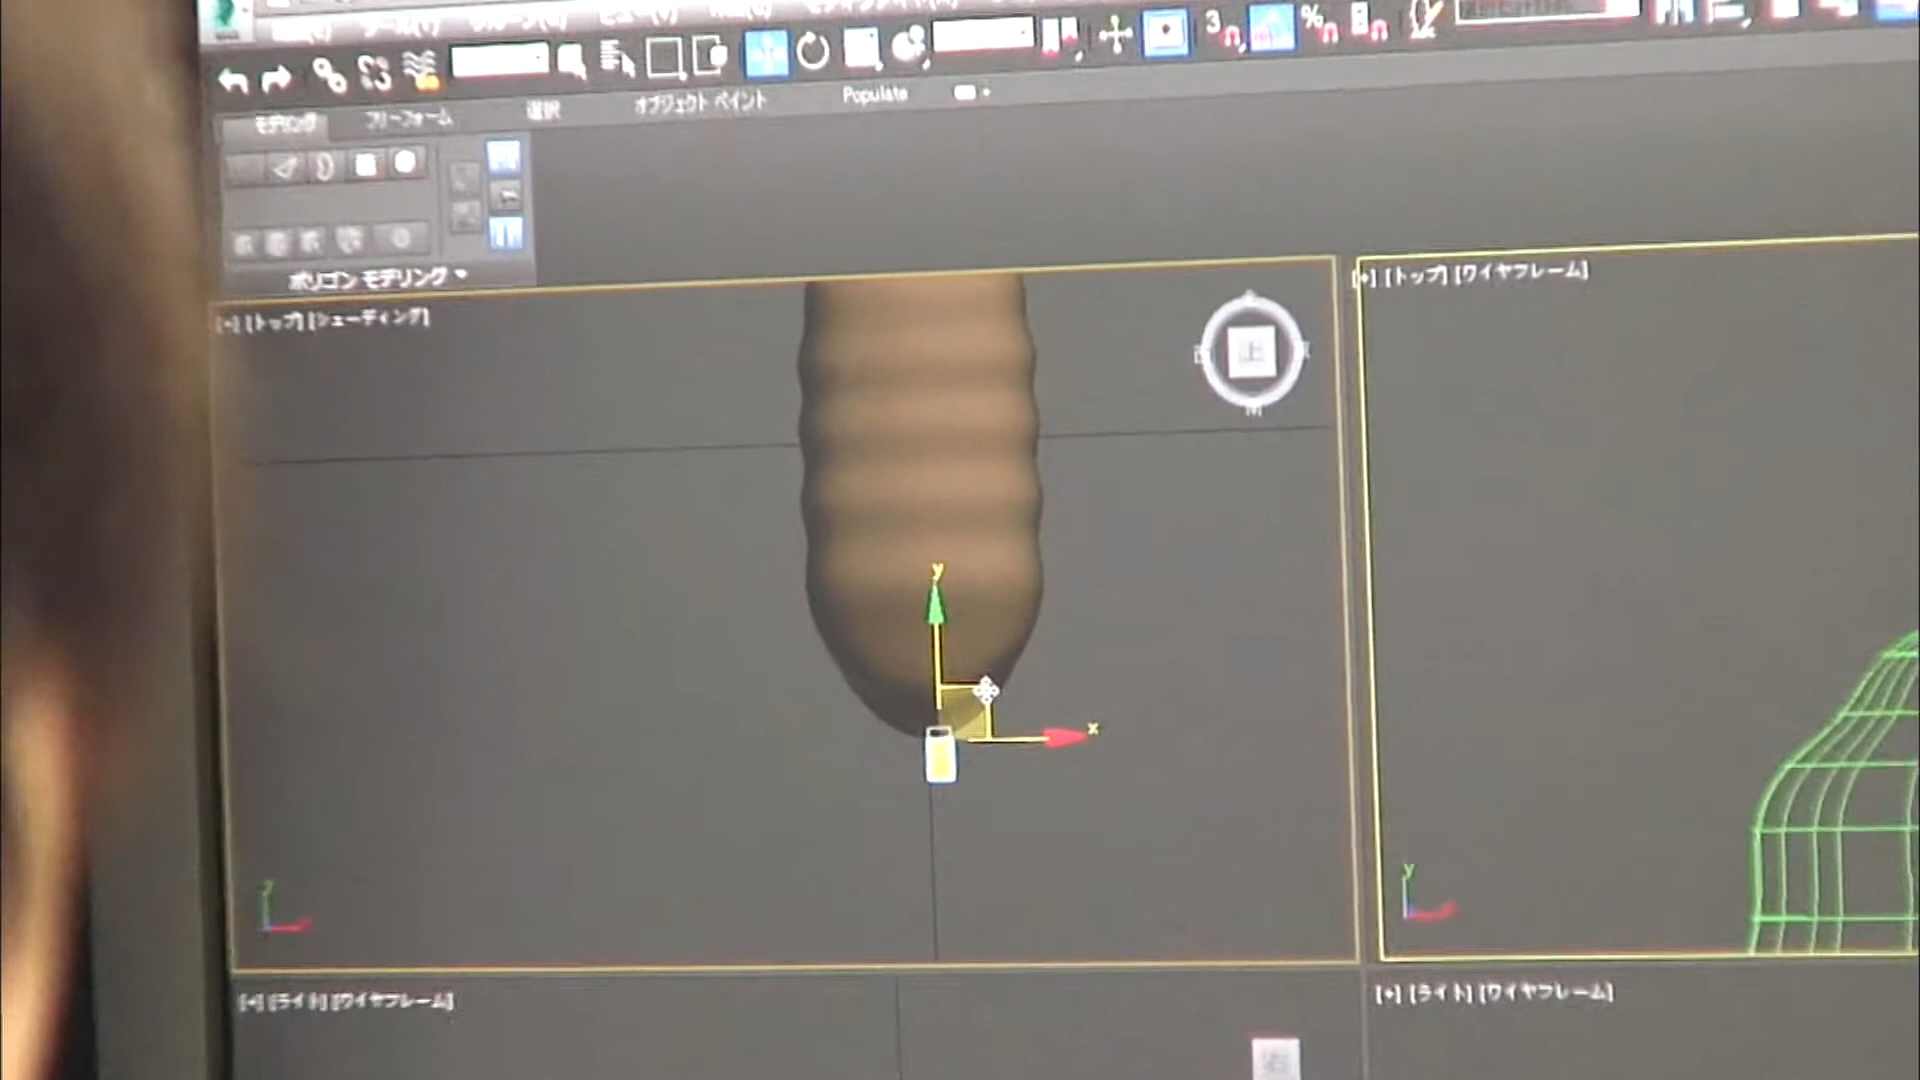 モデリング フリーフォーム 選択 オブジェクト ペイント Populate
ポリゴン モデリング
[+] [トップ] [シェーディング]
[+] [トップ] [ワイヤフレーム]
上
y
x
y
[+] [ライト] [ワイヤフレーム]
[+] [ライト] [ワイヤフレーム]